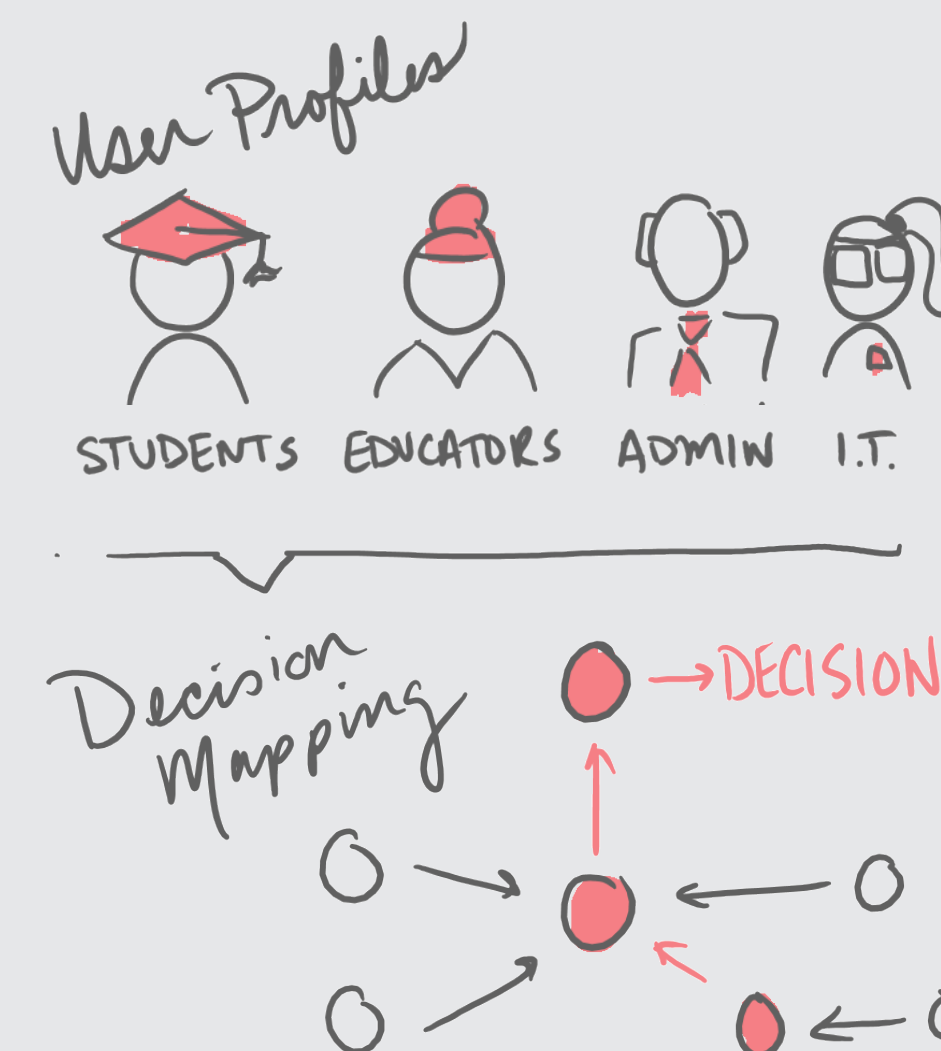 User Profiles
STUDENTS EDUCATORS ADMIN I.T.
Decision
Mapping
DECISION